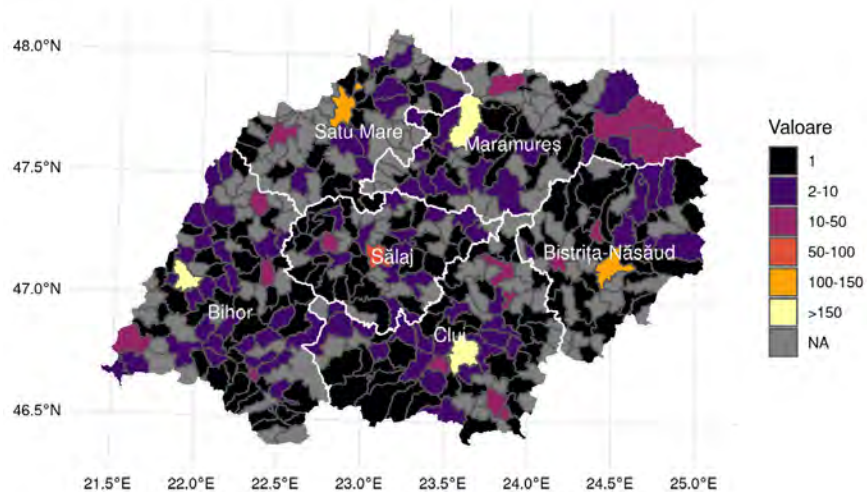 48.0°N
47.5°N
47.0°N
46.5°N
21.5°E 22.0°E 22.5°E 23.0°E 23.5°E 24.0°E 24.5°E 25.0°E
Satu Mare
Maramureș
Sălaj
Bistrița-Năsăud
Bihor
Cluj
Valoare
1
2-10
10-50
50-100
100-150
>150
NA